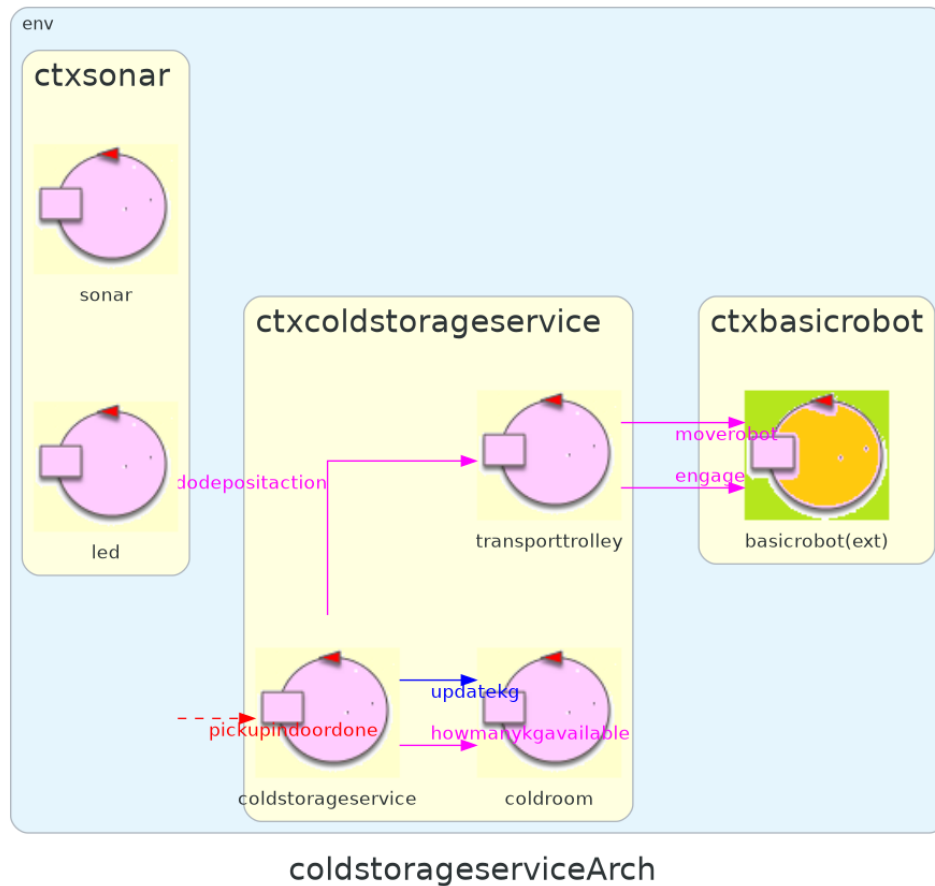 env
ctxsonar
sonar
led
ctxcoldstorageservice
ctxbasicrobot
dodepositaction
moverobot
engage
transporttrolley
basicrobot(ext)
updatekg
pickupindoordone
howmanykgavailable
coldstorageservice
coldroom
coldstorageserviceArch